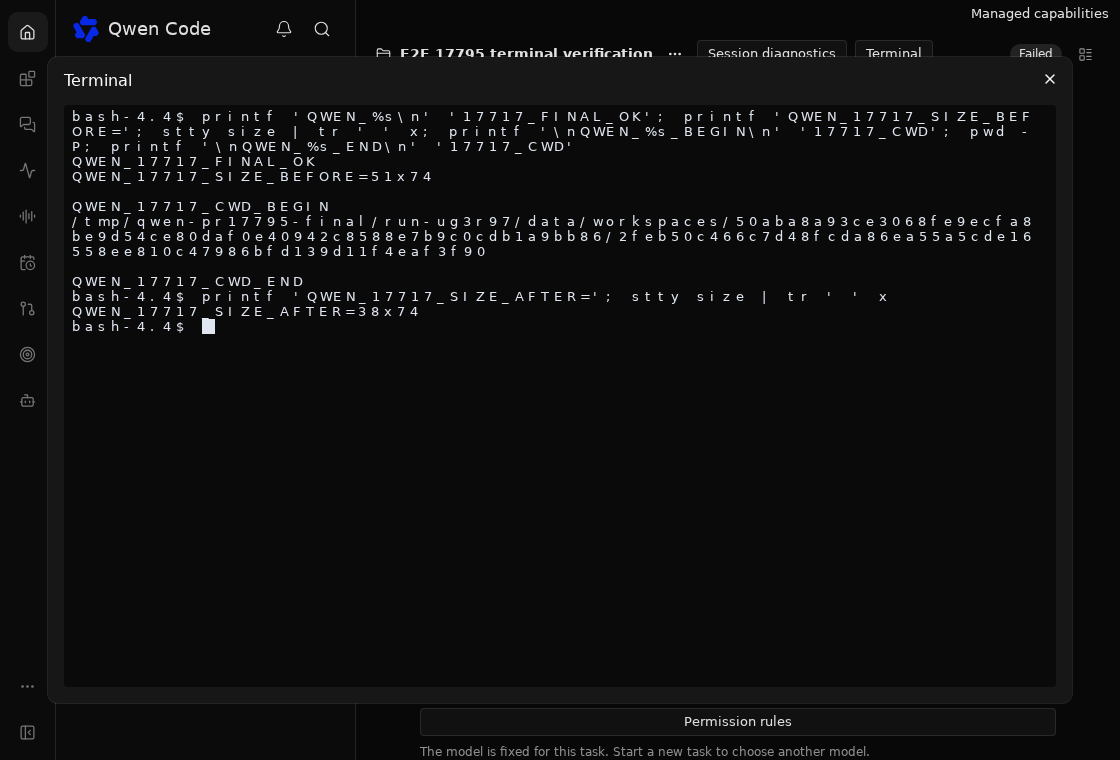 Managed capabilities
Qwen Code
E2E 17795 terminal verification ... Session diagnostics Terminal Failed
Terminal
bash-4.4$ printf 'QWEN_%s\n' '17717_FINAL_OK'; printf 'QWEN_17717_SIZE_BEF
ORE='; stty size | tr ' ' x; printf '\nQWEN_%s_BEGIN\n' '17717_CWD'; pwd -
P; printf '\nQWEN_%s_END\n' '17717_CWD'
QWEN_17717_FINAL_OK
QWEN_17717_SIZE_BEFORE=51x74
QWEN_17717_CWD_BEGIN
/tmp/qwen-pr17795-final/run-ug3r97/data/workspaces/50aba8a93ce3068fe9ecfa8
be9d54ce80daf0e40942c8588e7b9c0cdb1a9bb86/2feb50c466c7d48fcda86ea55a5cde16
558ee810c47986bfd139d11f4eaf3f90
QWEN_17717_CWD_END
bash-4.4$ printf 'QWEN_17717_SIZE_AFTER='; stty size | tr ' ' x
QWEN_17717_SIZE_AFTER=38x74
bash-4.4$
Permission rules
The model is fixed for this task. Start a new task to choose another model.